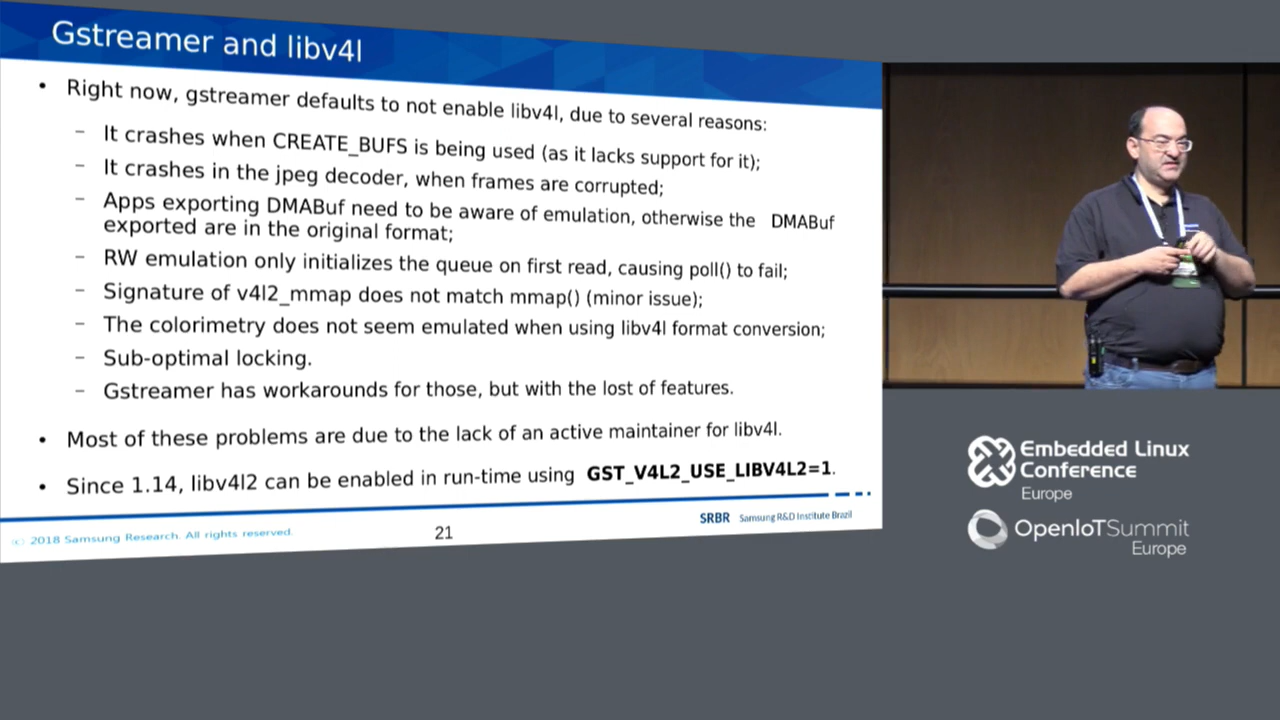 Gstreamer and libv4l
• Right now, gstreamer defaults to not enable libv4l, due to several reasons:
– It crashes when CREATE_BUFS is being used (as it lacks support for it);
– It crashes in the jpeg decoder, when frames are corrupted;
– Apps exporting DMABuf need to be aware of emulation, otherwise the DMABuf
exported are in the original format;
– RW emulation only initializes the queue on first read, causing poll() to fail;
– Signature of v4l2_mmap does not match mmap() (minor issue);
– The colorimetry does not seem emulated when using libv4l format conversion;
– Sub-optimal locking.
– Gstreamer has workarounds for those, but with the lost of features.
• Most of these problems are due to the lack of an active maintainer for libv4l.
• Since 1.14, libv4l2 can be enabled in run-time using GST_V4L2_USE_LIBV4L2=1.
© 2018 Samsung Research. All rights reserved.
21
SRBR Samsung R&D Institute Brazil
Embedded Linux
Conference
Europe
OpenIoTSummit
Europe